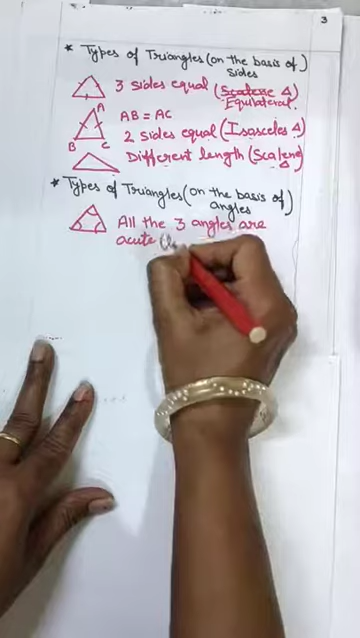 3
* Types of Triangles (on the basis of)
sides
3 sides equal (Scalene Δ)
Equilateral.
A
AB = AC
2 sides equal (Isosceles Δ)
B C
Different length (Scalene
Δ)
* Types of Triangles (on the basis of)
angles
All the 3 angles are
acute (